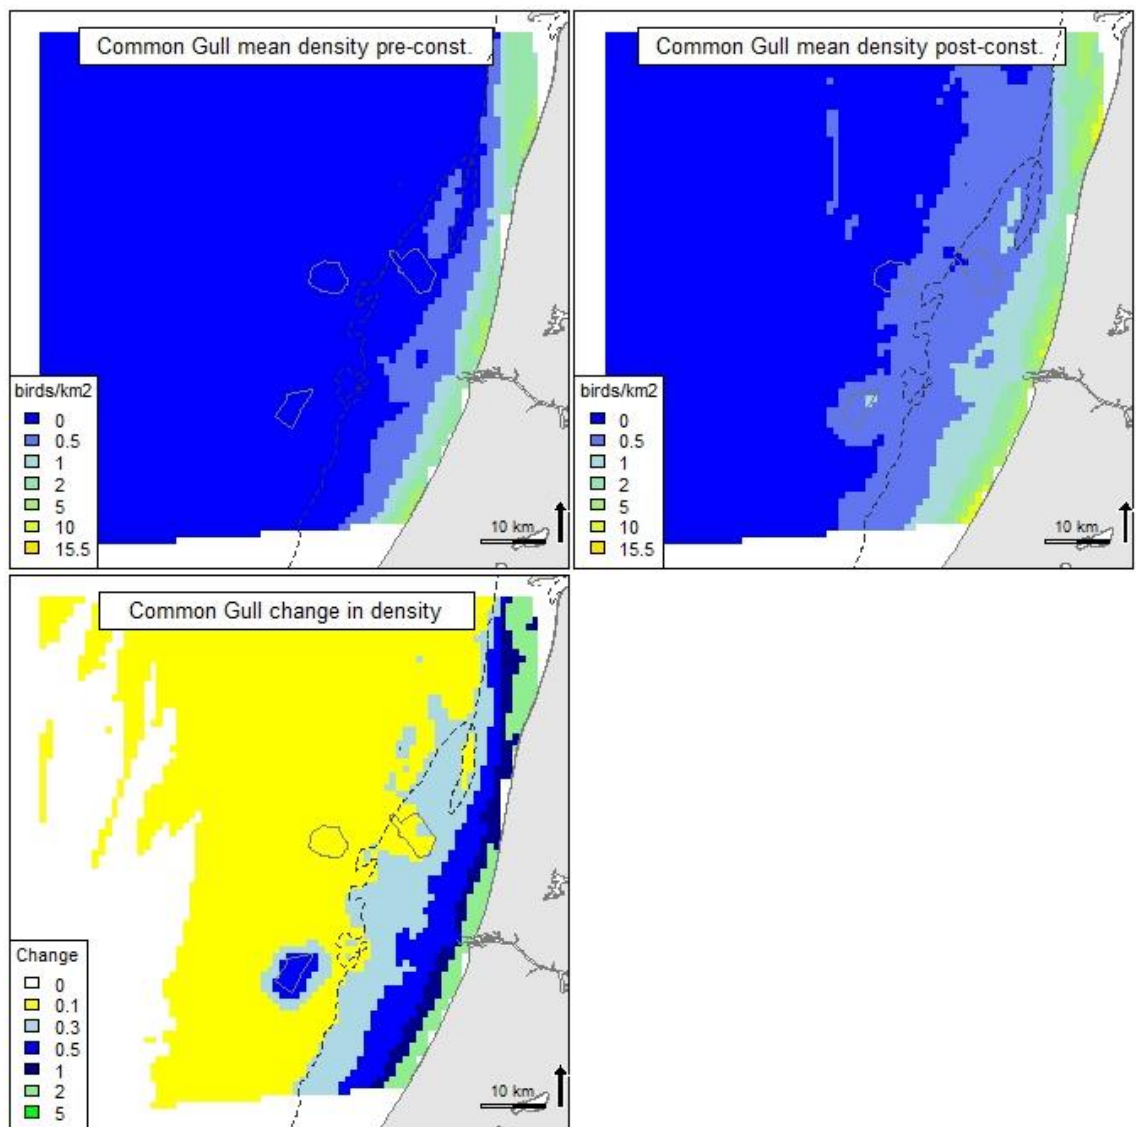 Common Gull mean density pre-const.
birds/km2
0
0.5
1
2
5
10
15.5
10 km
Common Gull mean density post-const.
birds/km2
0
0.5
1
2
5
10
15.5
10 km
Common Gull change in density
Change
0
0.1
0.3
0.5
1
2
5
10 km